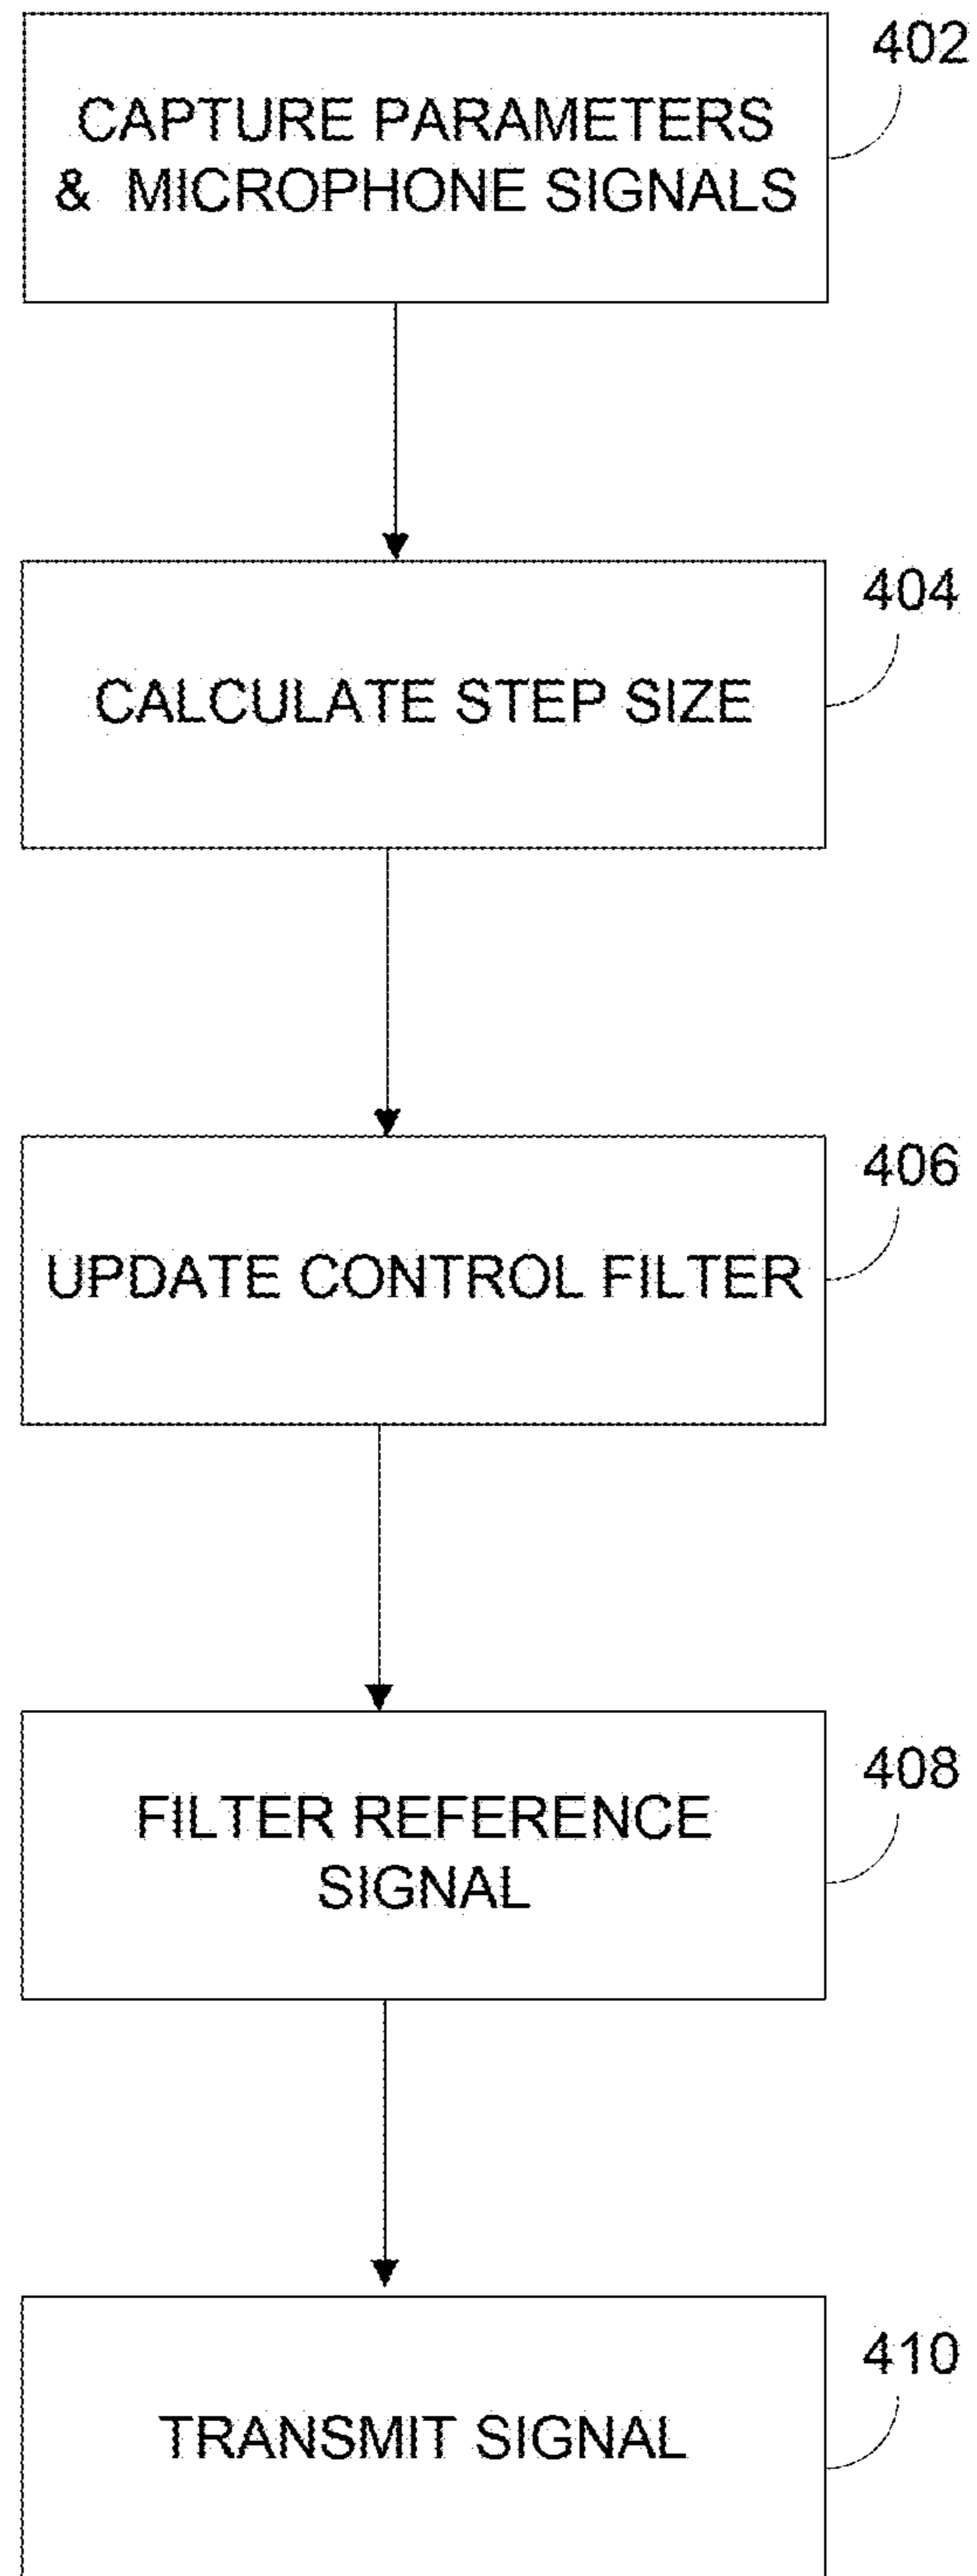 402
CAPTURE PARAMETERS
& MICROPHONE SIGNALS
404
CALCULATE STEP SIZE
406
UPDATE CONTROL FILTER
408
FILTER REFERENCE
SIGNAL
410
TRANSMIT SIGNAL